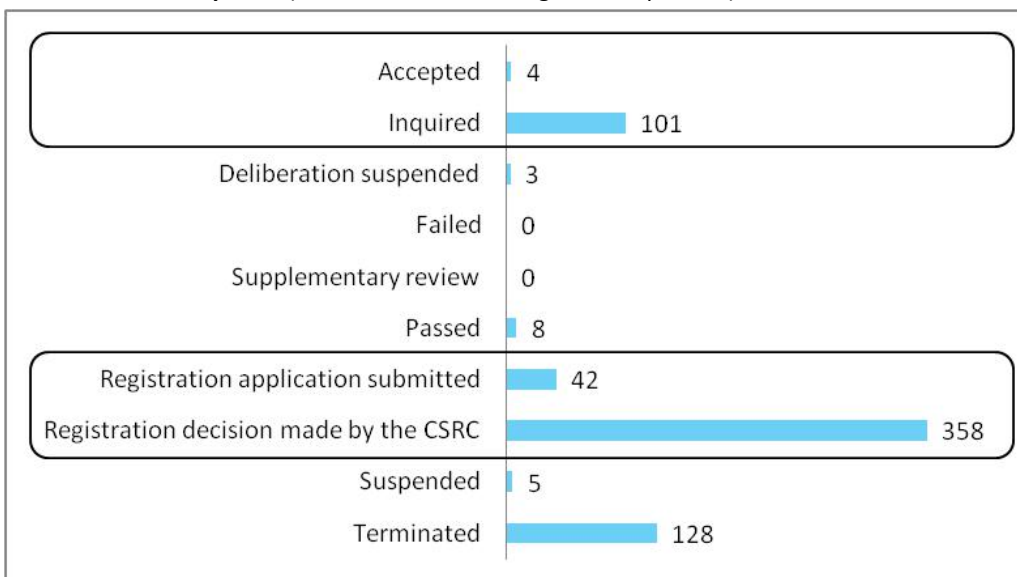 Accepted 4
Inquired 101
Deliberation suspended 3
Failed 0
Supplementary review 0
Passed 8
Registration application submitted 42
Registration decision made by the CSRC 358
Suspended 5
Terminated 128